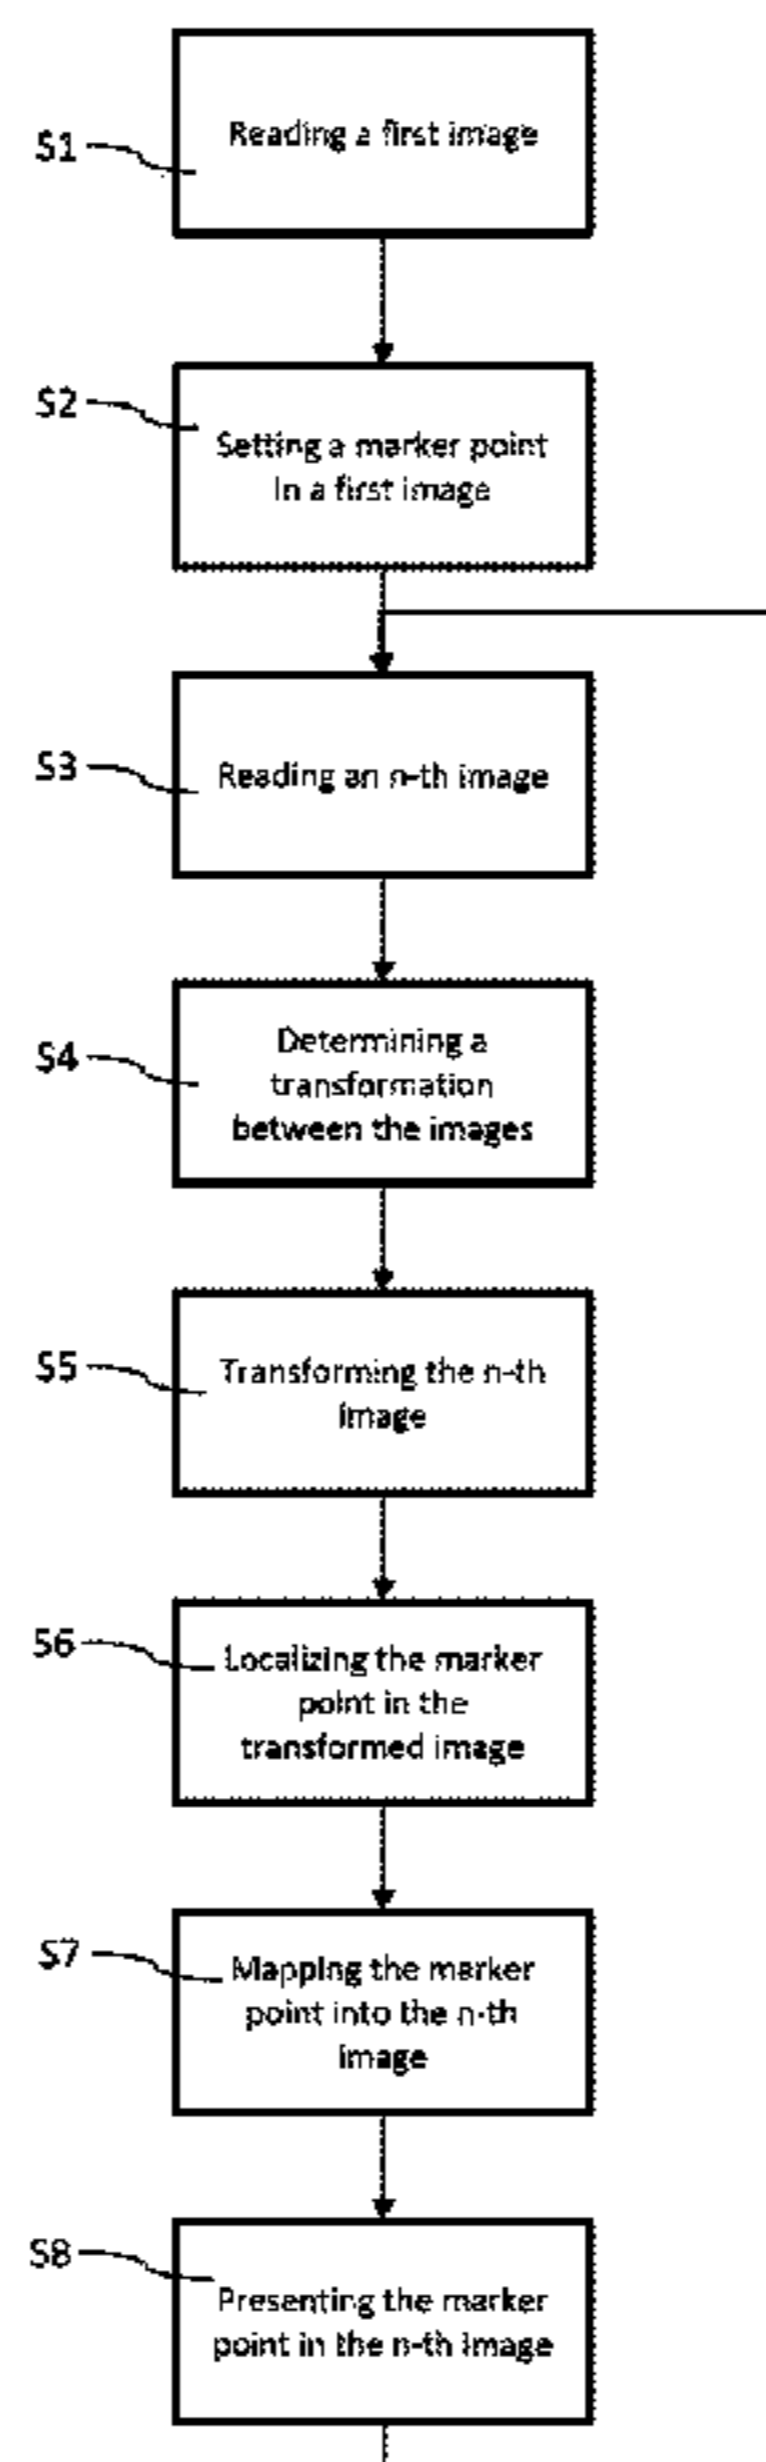 S1
Reading a first image
S2
Setting a marker point
in a first image
S3
Reading an n-th image
S4
Determining a
transformation
between the images
S5
Transforming the n-th
image
S6
Localizing the marker
point in the
transformed image
S7
Mapping the marker
point into the n-th
image
S8
Presenting the marker
point in the n-th image